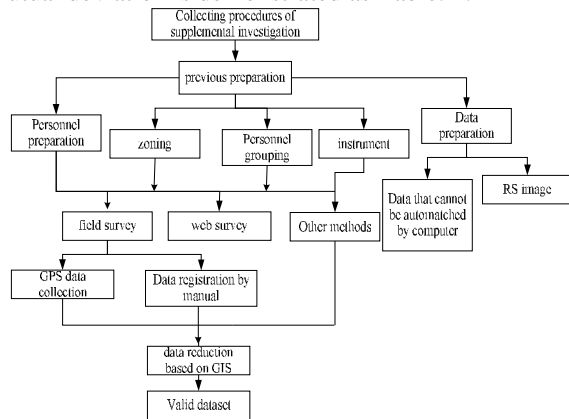 Collecting procedures of
supplemental investigation
previous preparation
Personnel
preparation
zoning
Personnel
grouping
instrument
Data
preparation
Data that cannot
be automatched
by computer
RS image
field survey
web survey
Other methods
GPS data
collection
Data registration by
manual
data reduction
based on GIS
Valid dataset